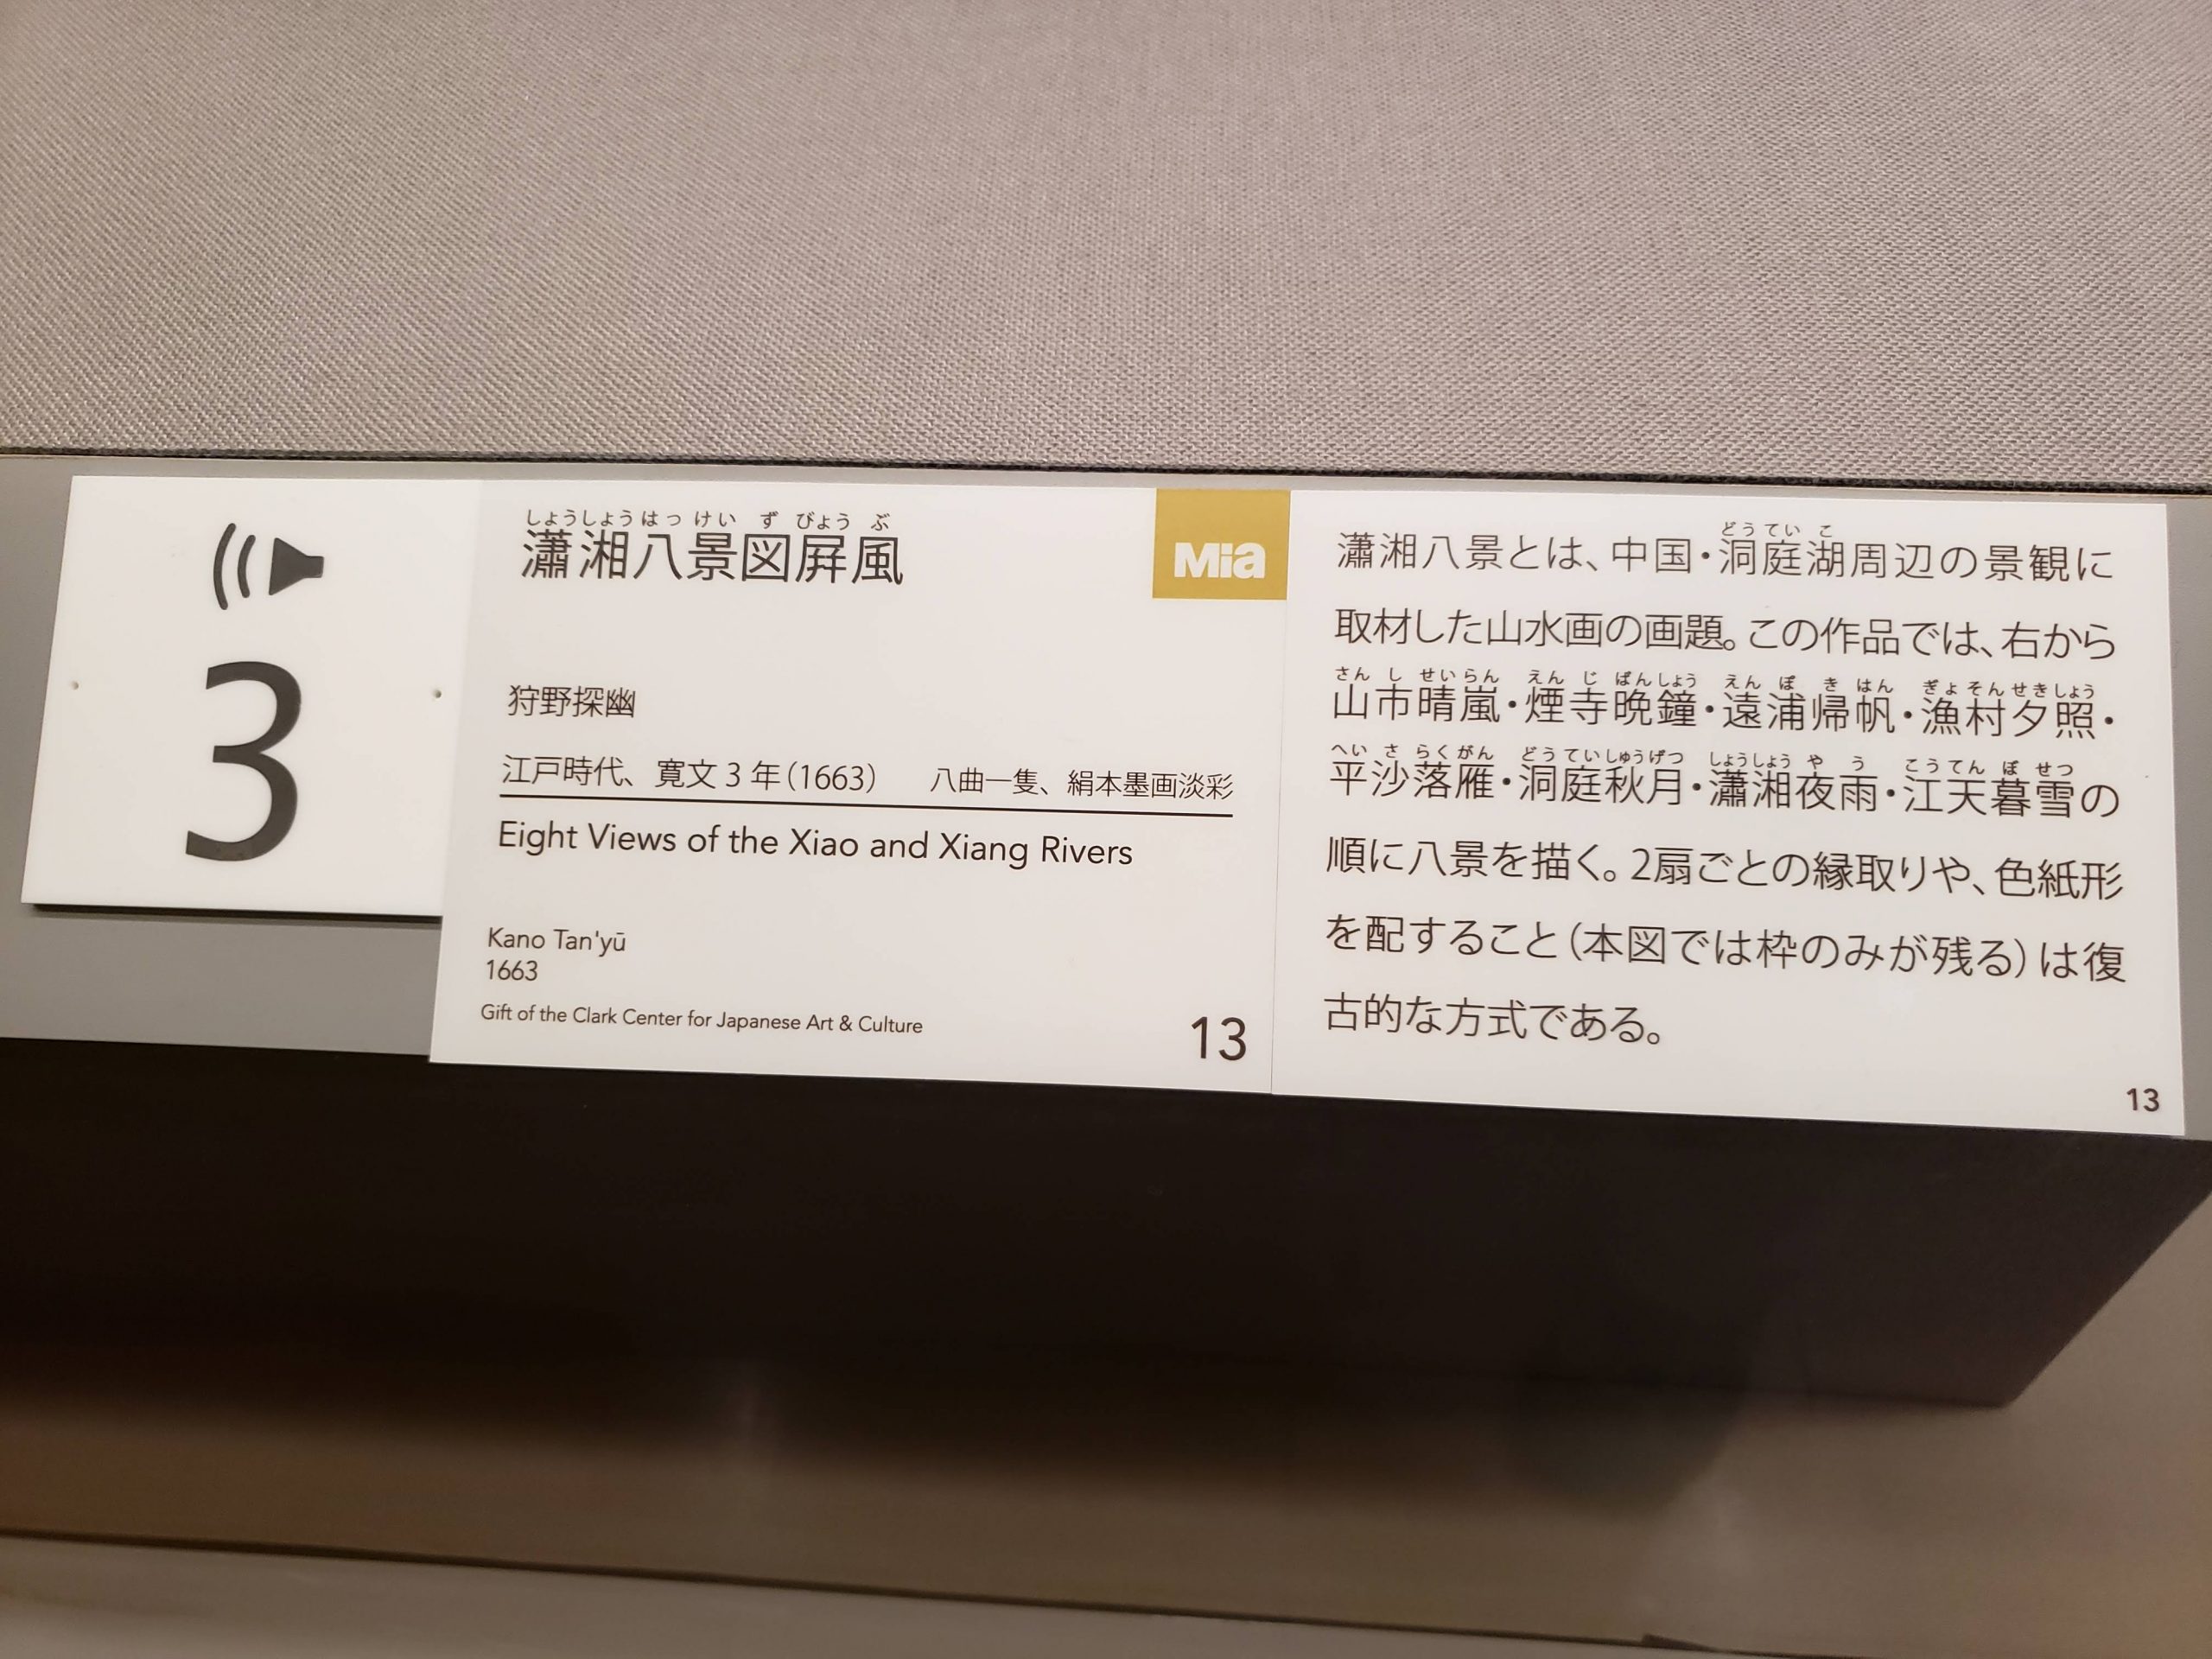 3
しょうしょうはっけいずびょうぶ
瀟湘八景図屛風
Mia
狩野探幽
江戸時代、寛文3年（1663） 八曲一隻、絹本墨画淡彩
Eight Views of the Xiao and Xiang Rivers
Kano Tan'yū
1663
Gift of the Clark Center for Japanese Art & Culture
13
どうていこ
瀟湘八景とは、中国・洞庭湖周辺の景観に
取材した山水画の画題。この作品では、右から
さんしせいらん えんじばんしょう えんぽきはん ぎょそんせきしょう
山市晴嵐・煙寺晩鐘・遠浦帰帆・漁村夕照・
へいさらくがん どうていしゅうげつ しょうしょうやう こうてんぼせつ
平沙落雁・洞庭秋月・瀟湘夜雨・江天暮雪の
順に八景を描く。2扇ごとの縁取りや、色紙形
を配すること（本図では枠のみが残る）は復
古的な方式である。
13